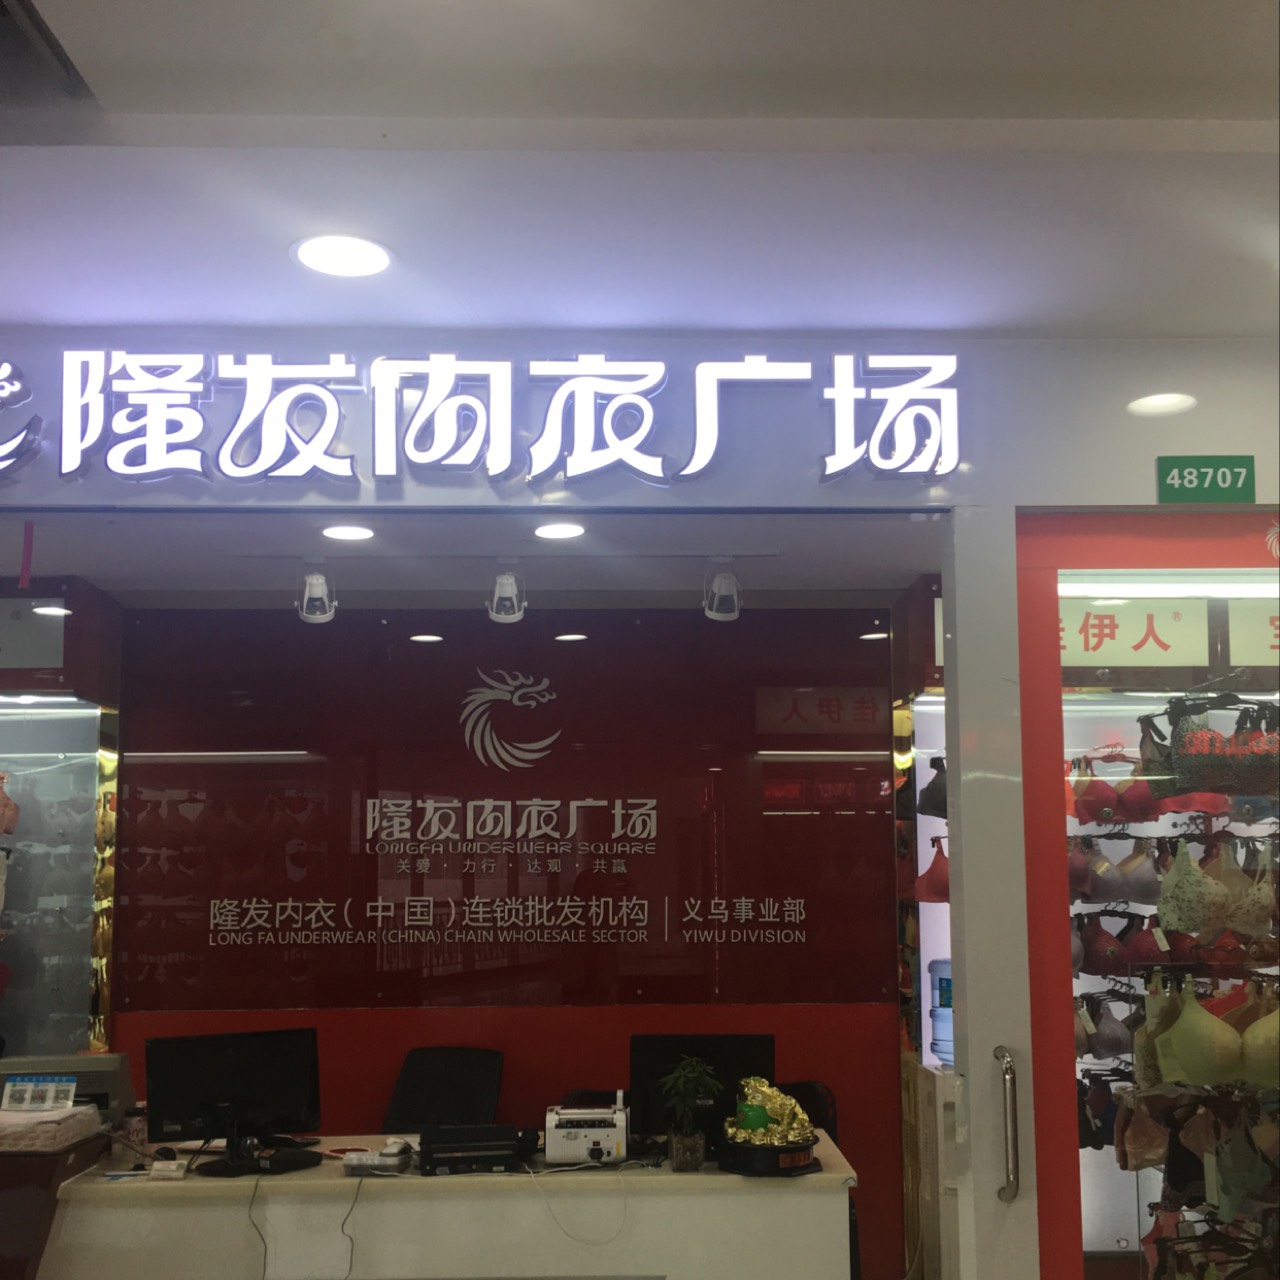 隆发内衣广场
48707
佳伊人®
隆发内衣广场
LONGFA UNDERWEAR SQUARE
关爱·力行·达观·共赢
隆发内衣(中国)连锁批发机构 | 义乌事业部
LONG FA UNDERWEAR (CHINA) CHAIN WHOLESALE SECTOR | YIWU DIVISION